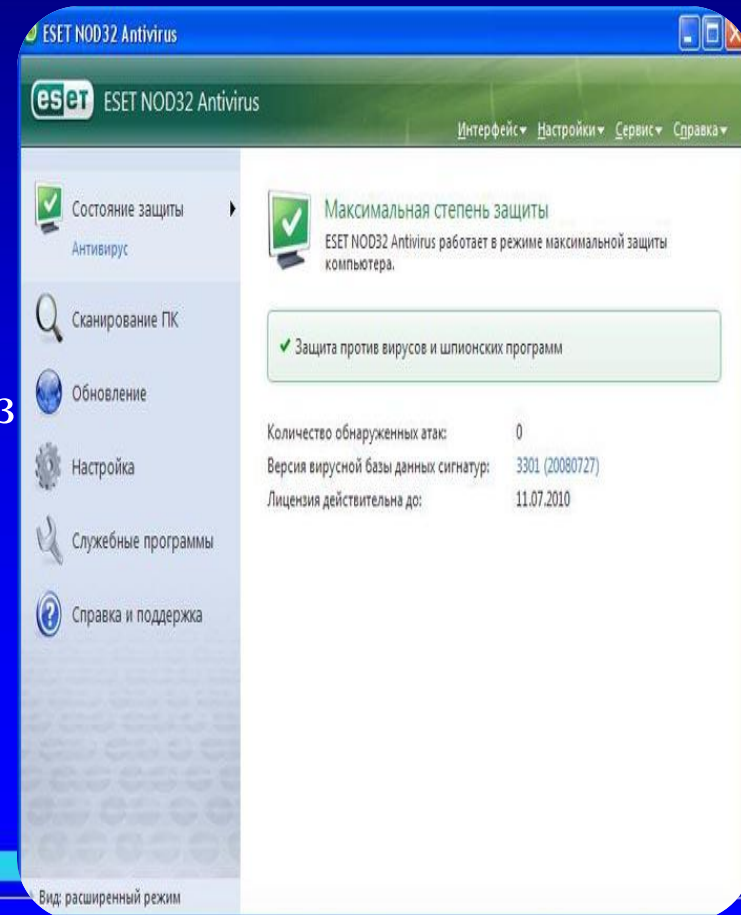 ESET NOD32 Antivirus
eset ESET NOD32 Antivirus
Интерфейс Настройки Сервис Справка
Состояние защиты
Антивирус
Сканирование ПК
Обновление
Настройка
Служебные программы
Справка и поддержка
Максимальная степень защиты
ESET NOD32 Antivirus работает в режиме максимальной защиты
компьютера.
Защита против вирусов и шпионских программ
Количество обнаруженных атак: 0
Версия вирусной базы данных сигнатур: 3301 (20080727)
Лицензия действительна до: 11.07.2010
Вид: расширенный режим